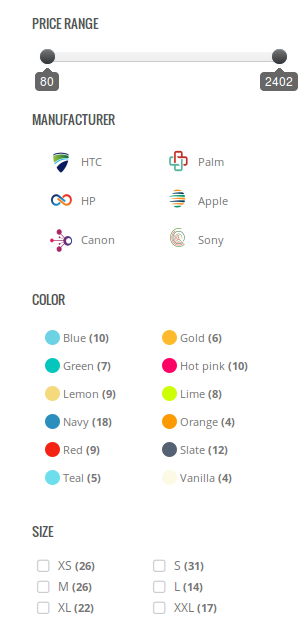 PRICE RANGE
80 2402
MANUFACTURER
HTC Palm
HP Apple
Canon Sony
COLOR
Blue (10) Gold (6)
Green (7) Hot pink (10)
Lemon (9) Lime (8)
Navy (18) Orange (4)
Red (9) Slate (12)
Teal (5) Vanilla (4)
SIZE
XS (26) S (31)
M (26) L (14)
XL (22) XXL (17)